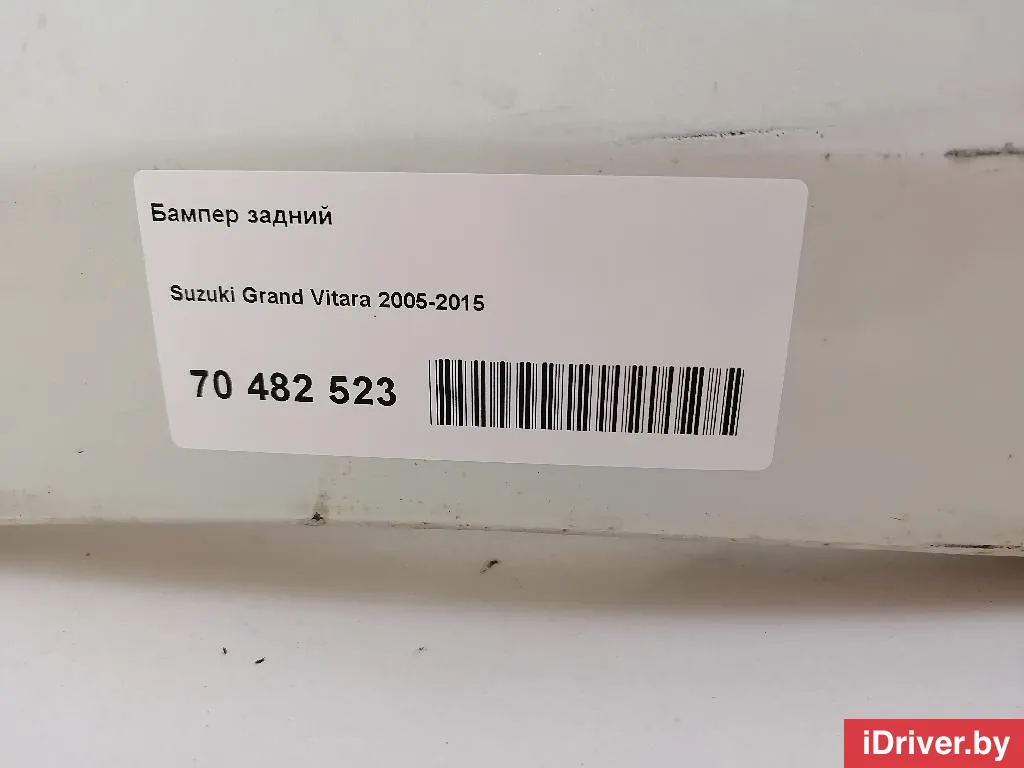 Бампер задний
Suzuki Grand Vitara 2005-2015
70 482 523
iDriver.by